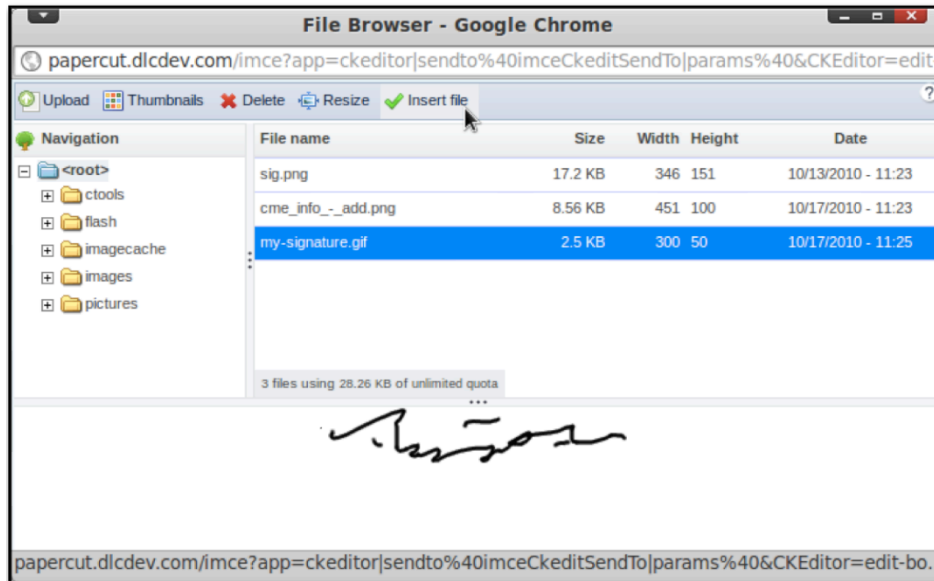 File Browser - Google Chrome
papercut.dlcdev.com/imce?app=ckeditor|sendto%40imceCkeditSendTo|params%40&CKEditor=edit-
Upload Thumbnails Delete Resize Insert file ?
Navigation File name Size Width Height Date
<root> sig.png 17.2 KB 346 151 10/13/2010 - 11:23
ctools
cme_info_-_add.png 8.56 KB 451 100 10/17/2010 - 11:23
flash
my-signature.gif 2.5 KB 300 50 10/17/2010 - 11:25
imagecache
images
pictures
3 files using 28.26 KB of unlimited quota
papercut.dlcdev.com/imce?app=ckeditor|sendto%40imceCkeditSendTo|params%40&CKEditor=edit-bo.